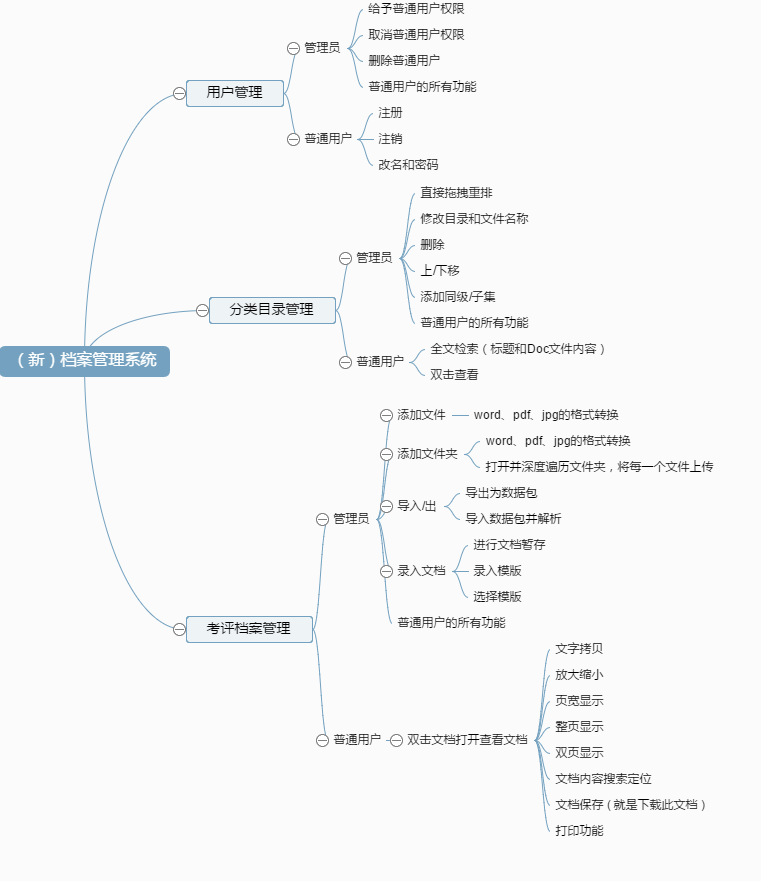 （新）档案管理系统
用户管理
管理员
给予普通用户权限
取消普通用户权限
删除普通用户
普通用户的所有功能
普通用户
注册
注销
改名和密码
分类目录管理
管理员
直接拖拽重排
修改目录和文件名称
删除
上/下移
添加同级/子集
普通用户的所有功能
普通用户
全文检索（标题和Doc文件内容）
双击查看
考评档案管理
管理员
添加文件
word、pdf、jpg的格式转换
添加文件夹
word、pdf、jpg的格式转换
打开并深度遍历文件夹，将每一个文件上传
导入/出
导出为数据包
导入数据包并解析
录入文档
进行文档暂存
录入模版
选择模版
普通用户的所有功能
普通用户
双击文档打开查看文档
文字拷贝
放大缩小
页宽显示
整页显示
双页显示
文档内容搜索定位
文档保存（就是下载此文档）
打印功能